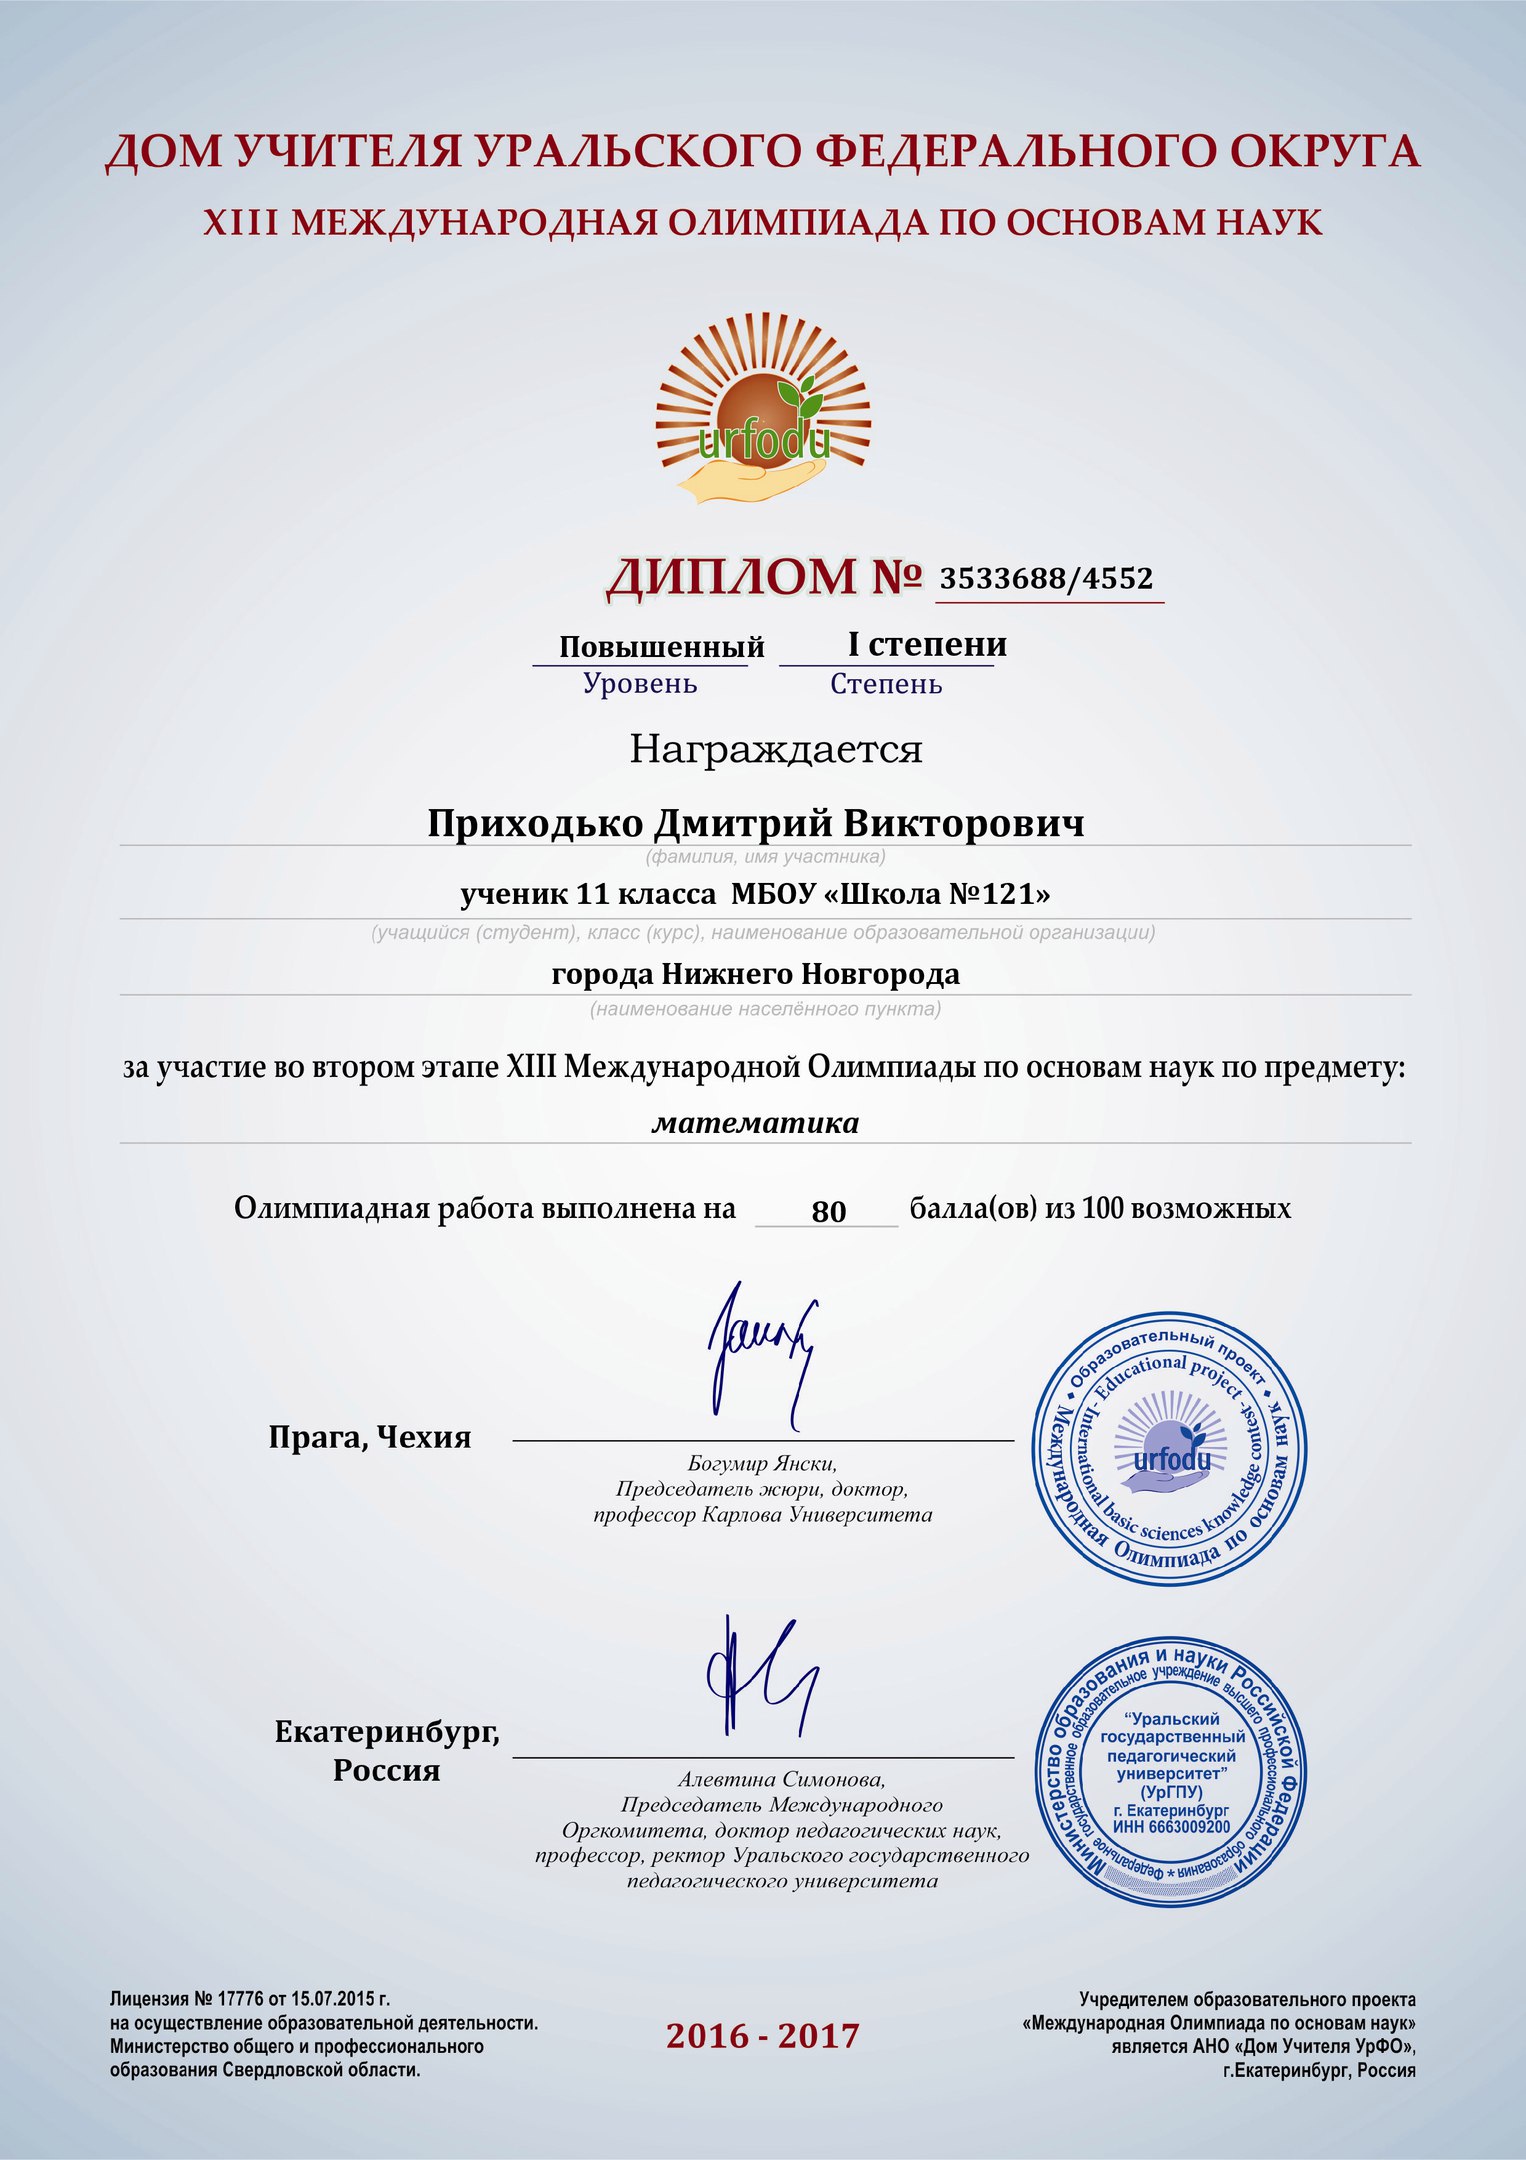 ДОМ УЧИТЕЛЯ УРАЛЬСКОГО ФЕДЕРАЛЬНОГО ОКРУГА
XIII МЕЖДУНАРОДНАЯ ОЛИМПИАДА ПО ОСНОВАМ НАУК
urfodu
ДИПЛОМ № 3533688/4552
Повышенный I степени
Уровень Степень
Награждается
Приходько Дмитрий Викторович
(фамилия, имя участника)
ученик 11 класса МБОУ «Школа №121»
(учащийся (студент), класс (курс), наименование образовательной организации)
города Нижнего Новгорода
(наименование населённого пункта)
за участие во втором этапе XIII Международной Олимпиады по основам наук по предмету:
математика
Олимпиадная работа выполнена на 80 балла(ов) из 100 возможных
Прага, Чехия
Богумир Янски,
Председатель жюри, доктор,
профессор Карлова Университета
Образовательный проект
Международная Олимпиада по основам наук
Educational project
International basic sciences knowledge contest
urfodu
Екатеринбург,
Россия
Алевтина Симонова,
Председатель Международного
Оргкомитета, доктор педагогических наук,
профессор, ректор Уральского государственного
педагогического университета
Министерство образования и науки Российской Федерации
Федеральное государственное образовательное учреждение высшего профессионального образования
“Уральский
государственный
педагогический
университет”
(УрГПУ)
г. Екатеринбург
ИНН 6663009200
Лицензия № 17776 от 15.07.2015 г.
на осуществление образовательной деятельности.
Министерство общего и профессионального
образования Свердловской области.
2016 - 2017
Учредителем образовательного проекта
«Международная Олимпиада по основам наук»
является АНО «Дом Учителя УрФО»,
г.Екатеринбург, Россия